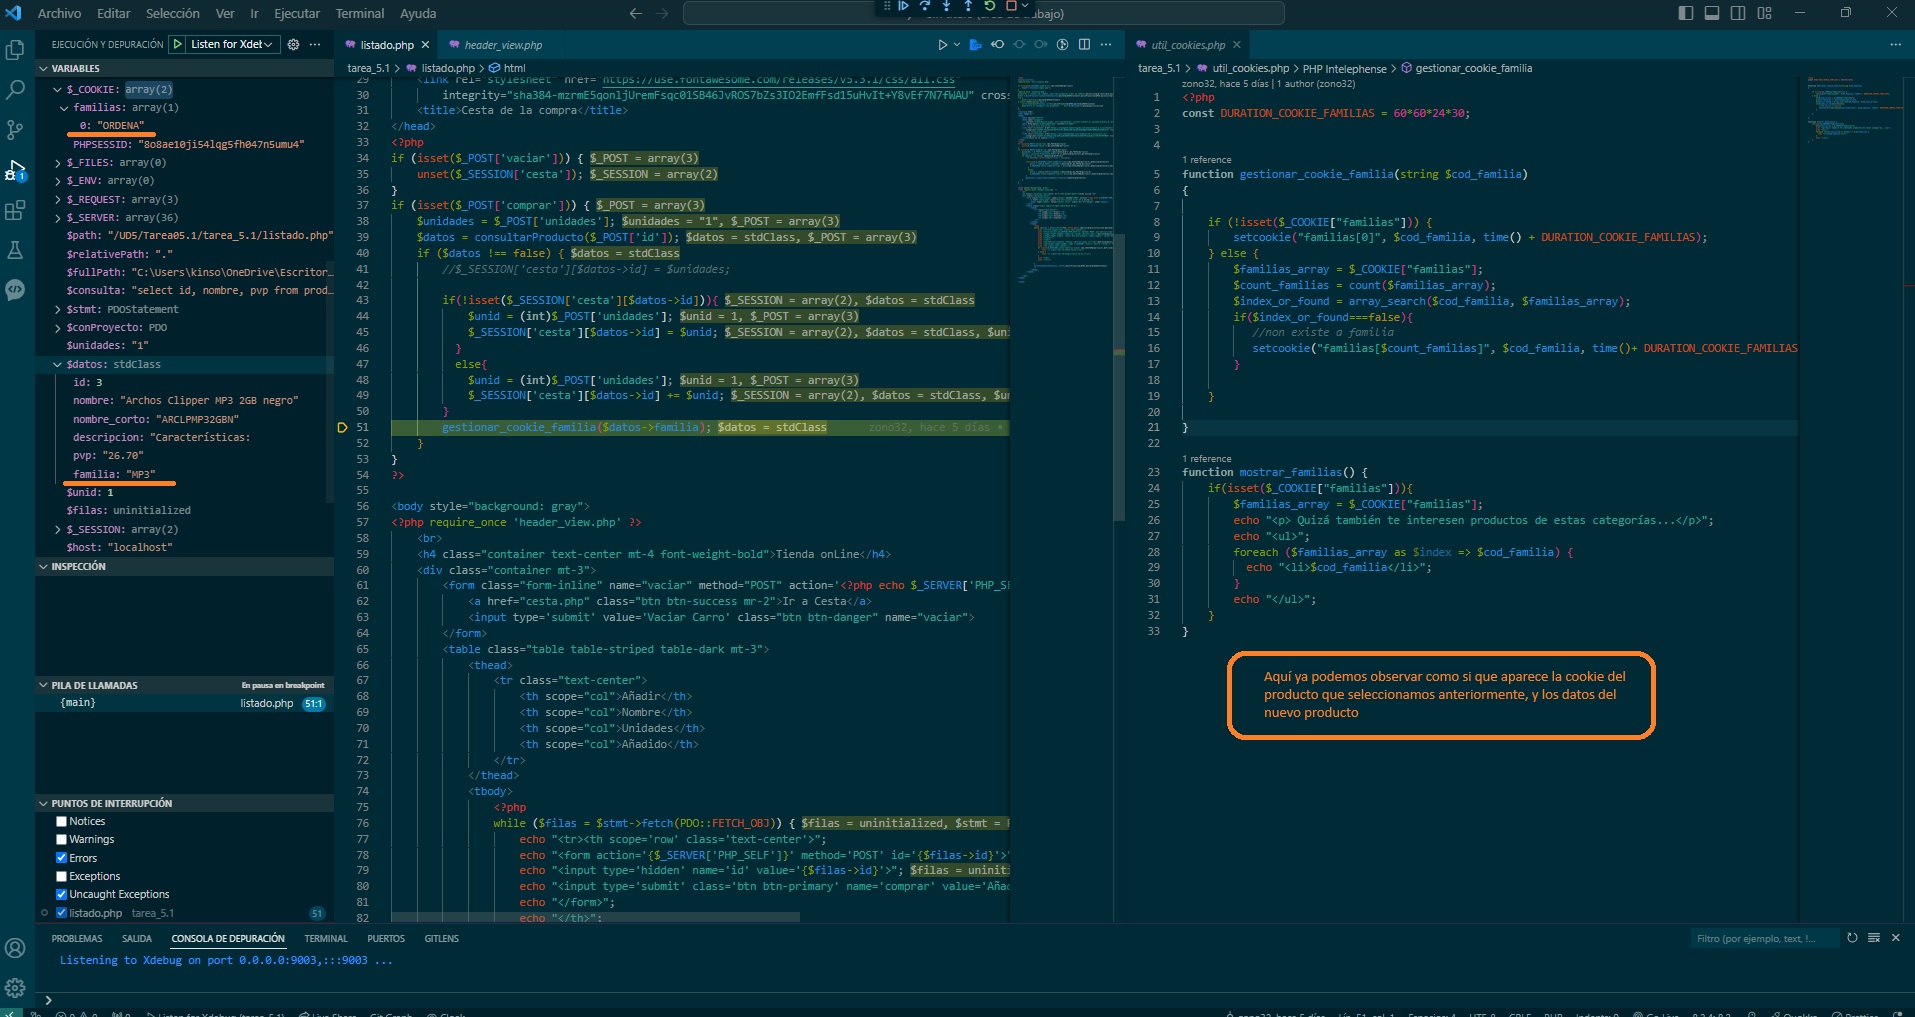 Archivo Editar Selección Ver Ir Ejecutar Terminal Ayuda
EJECUCIÓN Y DEPURACIÓN Listen for Xdet
VARIABLES
$_COOKIE: array(2)
familias: array(1)
0: "ORDENA"
PHPSESSID: "8o8ae10ji54lqg5fh047n5umu4"
$_FILES: array(0)
$_ENV: array(0)
$_REQUEST: array(3)
$_SERVER: array(36)
$path: "/UD5/Tarea05.1/tarea_5.1/listado.php"
$relativePath: "."
$fullPath: "C:\Users\kinso\OneDrive\Escritor...
$consulta: "select id, nombre, pvp from prod...
$stmt: PDOStatement
$conProyecto: PDO
$unidades: "1"
$datos: stdClass
id: 3
nombre: "Archos Clipper MP3 2GB negro"
nombre_corto: "ARCLPMP32GBN"
descripcion: "Características:
pvp: "26.70"
familia: "MP3"
$unid: 1
$filas: uninitialized
$_SESSION: array(2)
$host: "localhost"
INSPECCIÓN
PILA DE LLAMADAS En pausa en breakpoint
{main} listado.php 51:1
PUNTOS DE INTERRUPCIÓN
Notices
Warnings
Errors
Exceptions
Uncaught Exceptions
listado.php tarea_5.1 51
listado.php header_view.php
tarea_5.1 > listado.php > html
29 <link rel="stylesheet" href="https://use.fontawesome.com/releases/v5.3.1/css/all.css"
30 integrity="sha384-mzrmE5qonljUremFsqc01SB46JvROS7bZs3IO2EmfFsd15uHvIt+Y8vEf7N7fWAU" cros
31 <title>Cesta de la compra</title>
32 </head>
33 <?php
34 if (isset($_POST['vaciar'])) { $_POST = array(3)
35 unset($_SESSION['cesta']); $_SESSION = array(2)
36 }
37 if (isset($_POST['comprar'])) { $_POST = array(3)
38 $unidades = $_POST['unidades']; $unidades = "1", $_POST = array(3)
39 $datos = consultarProducto($_POST['id']); $datos = stdClass, $_POST = array(3)
40 if ($datos !== false) { $datos = stdClass
41 //$_SESSION['cesta'][$datos->id] = $unidades;
42
43 if(!isset($_SESSION['cesta'][$datos->id])){ $_SESSION = array(2), $datos = stdClass
44 $unid = (int)$_POST['unidades']; $unid = 1, $_POST = array(3)
45 $_SESSION['cesta'][$datos->id] = $unid; $_SESSION = array(2), $datos = stdClass, $uni
46 }
47 else{
48 $unid = (int)$_POST['unidades']; $unid = 1, $_POST = array(3)
49 $_SESSION['cesta'][$datos->id] += $unid; $_SESSION = array(2), $datos = stdClass, $un
50 }
51 gestionar_cookie_familia($datos->familia); $datos = stdClass zono32, hace 5 días •
52 }
53 }
54 ?>
55
56 <body style="background: gray">
57 <?php require_once 'header_view.php' ?>
58 <br>
59 <h4 class="container text-center mt-4 font-weight-bold">Tienda onLine</h4>
60 <div class="container mt-3">
61 <form class="form-inline" name="vaciar" method="POST" action='<?php echo $_SERVER['PHP_SE
62 <a href="cesta.php" class="btn btn-success mr-2">Ir a Cesta</a>
63 <input type='submit' value='Vaciar Carro' class="btn btn-danger" name="vaciar">
64 </form>
65 <table class="table table-striped table-dark mt-3">
66 <thead>
67 <tr class="text-center">
68 <th scope="col">Añadir</th>
69 <th scope="col">Nombre</th>
70 <th scope="col">Unidades</th>
71 <th scope="col">Añadido</th>
72 </tr>
73 </thead>
74 <tbody>
75 <?php
76 while ($filas = $stmt->fetch(PDO::FETCH_OBJ)) { $filas = uninitialized, $stmt =
77 echo "<tr><th scope='row' class='text-center'>";
78 echo "<form action='{$_SERVER['PHP_SELF']}' method='POST' id='{$filas->id}'>"
79 echo "<input type='hidden' name='id' value='{$filas->id}'>"; $filas = uniniti
80 echo "<input type='submit' class='btn btn-primary' name='comprar' value='Aña
81 echo "</form>";
82 echo "</th>";
util_cookies.php
tarea_5.1 > util_cookies.php > PHP Intelephense > gestionar_cookie_familia
zono32, hace 5 días | 1 author (zono32)
1 <?php
2 const DURATION_COOKIE_FAMILIAS = 60*60*24*30;
3
4
1 reference
5 function gestionar_cookie_familia(string $cod_familia)
6 {
7
8 if (!isset($_COOKIE["familias"])) {
9 setcookie("familias[0]", $cod_familia, time() + DURATION_COOKIE_FAMILIAS);
10 } else {
11 $familias_array = $_COOKIE["familias"];
12 $count_familias = count($familias_array);
13 $index_or_found = array_search($cod_familia, $familias_array);
14 if($index_or_found===false){
15 //non existe a familia
16 setcookie("familias[$count_familias]", $cod_familia, time()+ DURATION_COOKIE_FAMILIAS
17 }
18
19 }
20
21 }
22
1 reference
23 function mostrar_familias() {
24 if(isset($_COOKIE["familias"])){
25 $familias_array = $_COOKIE["familias"];
26 echo "<p> Quizá también te interesen productos de estas categorías...</p>";
27 echo "<ul>";
28 foreach ($familias_array as $index => $cod_familia) {
29 echo "<li>$cod_familia</li>";
30 }
31 echo "</ul>";
32 }
33 }
Aquí ya podemos observar como si que aparece la cookie del
producto que seleccionamos anteriormente, y los datos del
nuevo producto
PROBLEMAS SALIDA CONSOLA DE DEPURACIÓN TERMINAL PUERTOS GITLENS
Filtro (por ejemplo, text, !...
Listening to Xdebug on port 0.0.0.0:9003,:::9003 ...